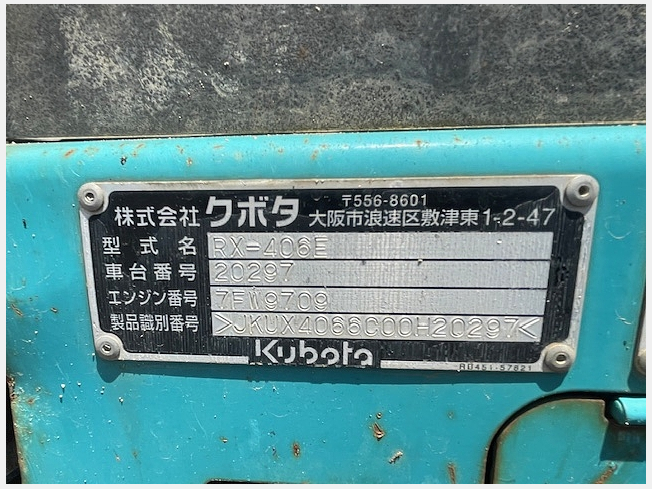 〒556-8601
株式会社 クボタ 大阪市浪速区敷津東1-2-47
型式名 RX-406E
車台番号 20297
エンジン番号 7FW9709
製品識別番号 >JKUX4066C00H20297<
Kubota
RD451-57821